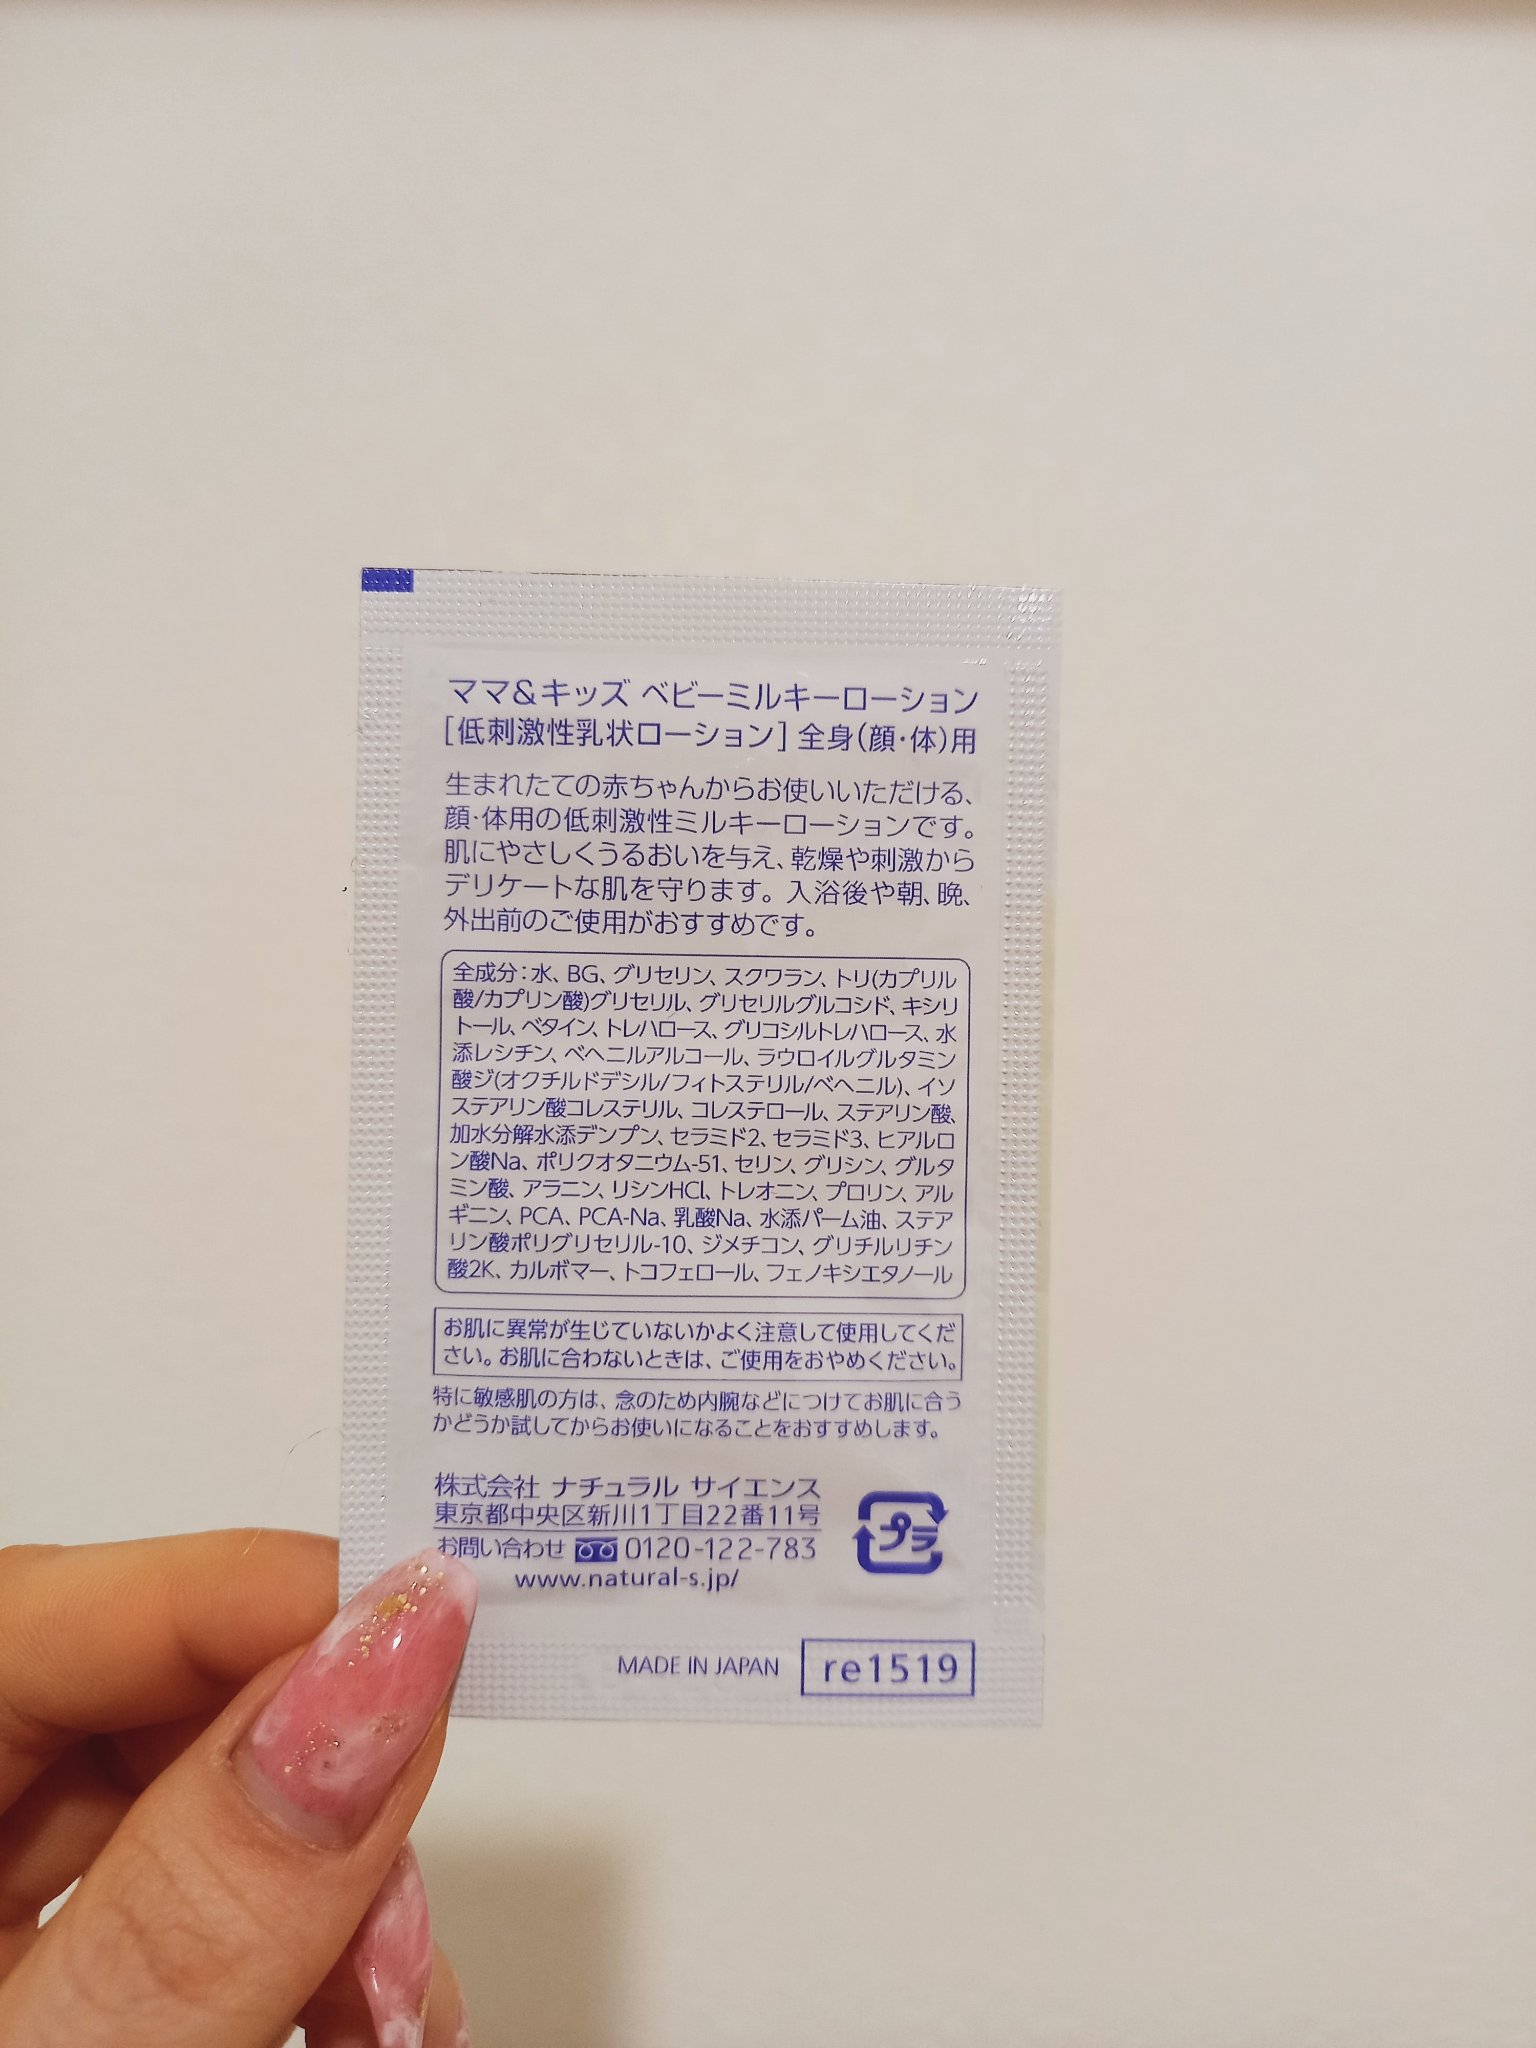 ママ&キッズ ベビーミルキーローション
[低刺激性乳状ローション] 全身(顔・体)用
生まれたての赤ちゃんからお使いいただける、
顔・体用の低刺激性ミルキーローションです。
肌にやさしくうるおいを与え、乾燥や刺激から
デリケートな肌を守ります。入浴後や朝、晩、
外出前のご使用がおすすめです。
全成分：水、BG、グリセリン、スクワラン、トリ(カプリル
酸/カプリン酸)グリセリル、グリセリルグルコシド、キシリ
トール、ベタイン、トレハロース、グリコシルトレハロース、水
添レシチン、ベヘニルアルコール、ラウロイルグルタミン
酸ジ(オクチルドデシル/フィトステリル/ベヘニル)、イソ
ステアリン酸コレステリル、コレステロール、ステアリン酸、
加水分解水添デンプン、セラミド2、セラミド3、ヒアルロ
ン酸Na、ポリクオタニウム-51、セリン、グリシン、グルタ
ミン酸、アラニン、リシンHCl、トレオニン、プロリン、アル
ギニン、PCA、PCA-Na、乳酸Na、水添パーム油、ステア
リン酸ポリグリセリル-10、ジメチコン、グリチルリチン
酸2K、カルボマー、トコフェロール、フェノキシエタノール
お肌に異常が生じていないかよく注意して使用してくだ
さい。お肌に合わないときは、ご使用をおやめください。
特に敏感肌の方は、念のため内腕などにつけてお肌に合う
かどうか試してからお使いになることをおすすめします。
株式会社 ナチュラル サイエンス
東京都中央区新川1丁目22番11号
お問い合わせ 0120-122-783
www.natural-s.jp/
プラ
MADE IN JAPAN re1519